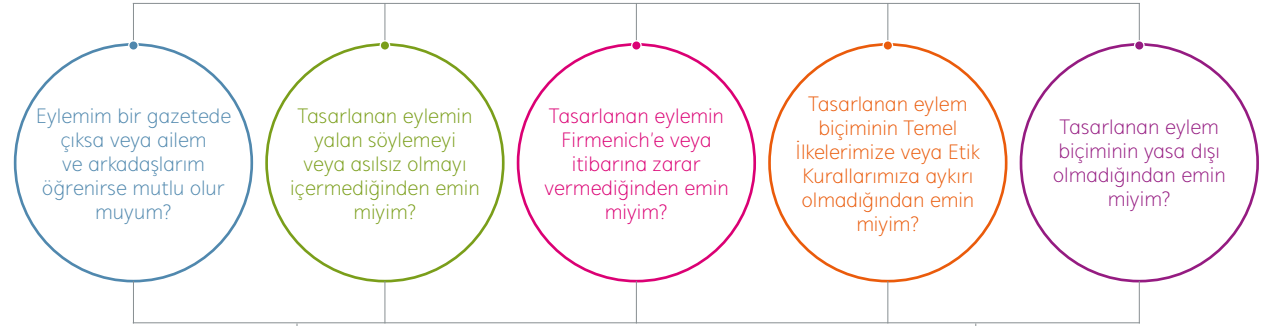 Eylemim bir gazetede
çıksa veya ailem
ve arkadaşlarım
öğrenirse mutlu olur
muyum?
Tasarlanan eylemin
yalan söylemeyi
veya asılsız olmayı
içermediğinden emin
miyim?
Tasarlanan eylemin
Firmenich’e veya
itibarına zarar
vermediğinden emin
miyim?
Tasarlanan eylem
biçiminin Temel
İlkelerimize veya Etik
Kurallarımıza aykırı
olmadığından emin
miyim?
Tasarlanan eylem
biçiminin yasa dışı
olmadığından emin
miyim?